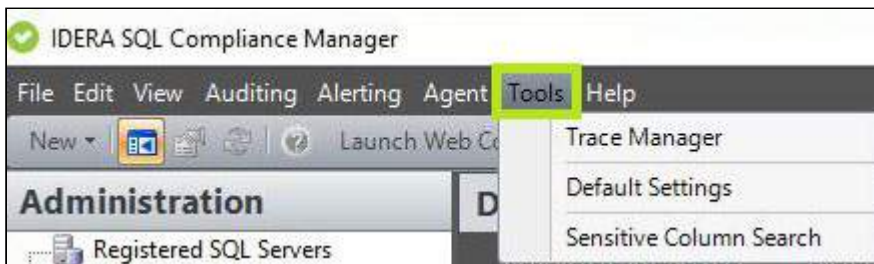 IDERA SQL Compliance Manager
File Edit View Auditing Alerting Agent Tools Help
New Launch Web Co
Trace Manager
Default Settings
Sensitive Column Search
Administration
D
Registered SQL Servers